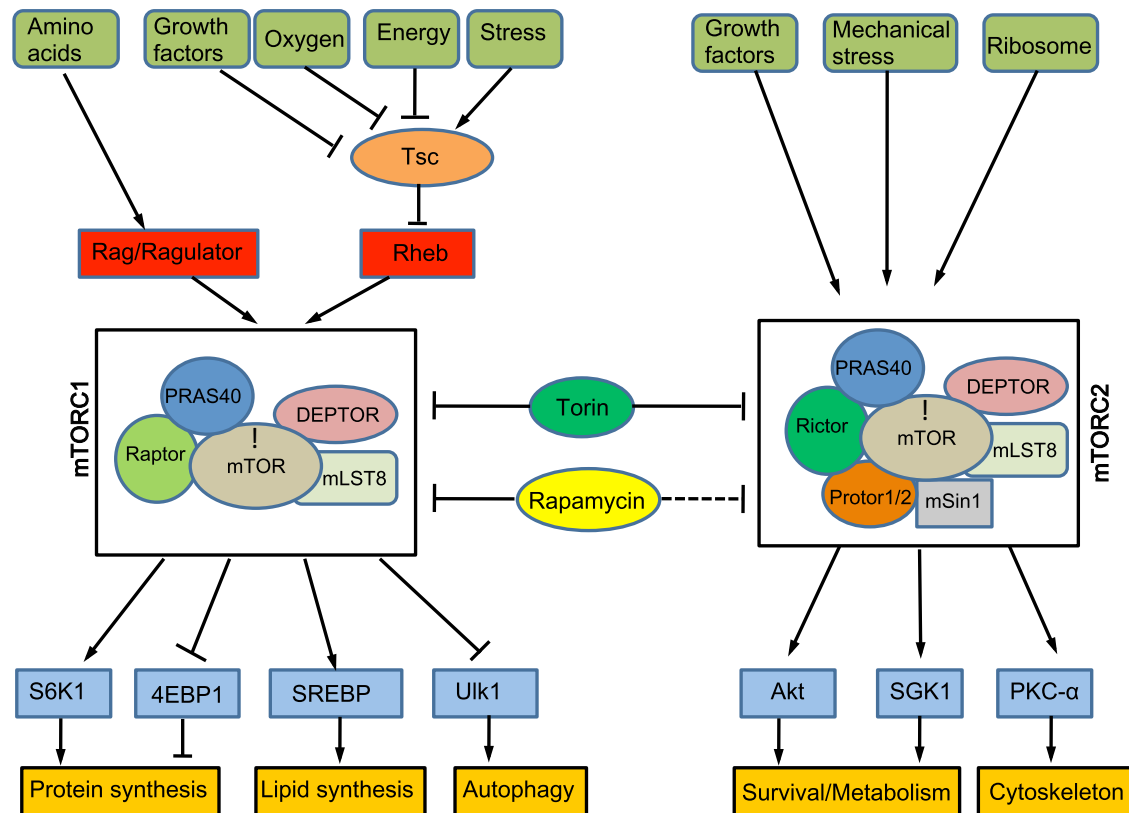 Amino
acids
Growth
factors
Oxygen
Energy
Stress
Growth
factors
Mechanical
stress
Ribosome
Tsc
Rag/Ragulator
Rheb
mTORC1
PRAS40
DEPTOR
Raptor
!
mTOR
mLST8
Torin
Rapamycin
PRAS40
DEPTOR
Rictor
!
mTOR
mLST8
Protor1/2
mSin1
mTORC2
S6K1
4EBP1
SREBP
Ulk1
Akt
SGK1
PKC-α
Protein synthesis
Lipid synthesis
Autophagy
Survival/Metabolism
Cytoskeleton